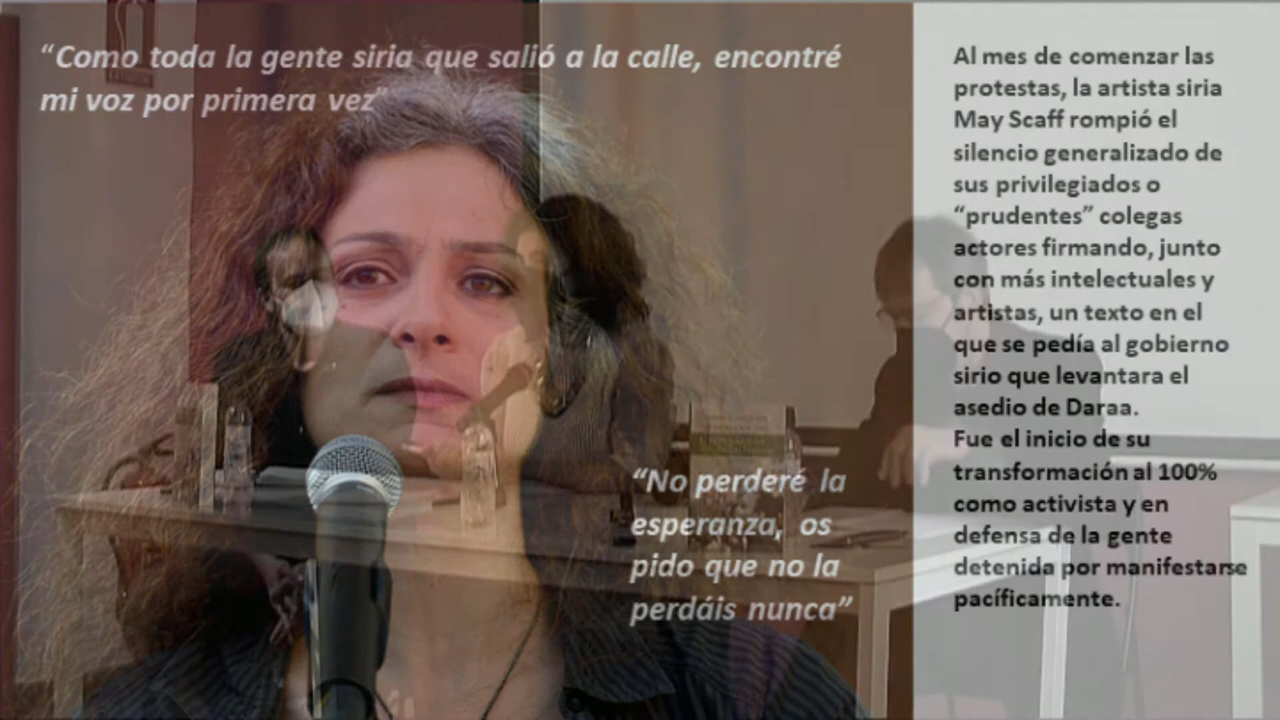 “Como toda la gente siria que salió a la calle, encontré
mi voz por primera vez”
“No perderé la
esperanza, os
pido que no la
perdáis nunca”
Al mes de comenzar las
protestas, la artista siria
May Scaff rompió el
silencio generalizado de
sus privilegiados o
“prudentes” colegas
actores firmando, junto
con más intelectuales y
artistas, un texto en el
que se pedía al gobierno
sirio que levantara el
asedio de Daraa.
Fue el inicio de su
transformación al 100%
como activista y en
defensa de la gente
detenida por manifestarse
pacíficamente.